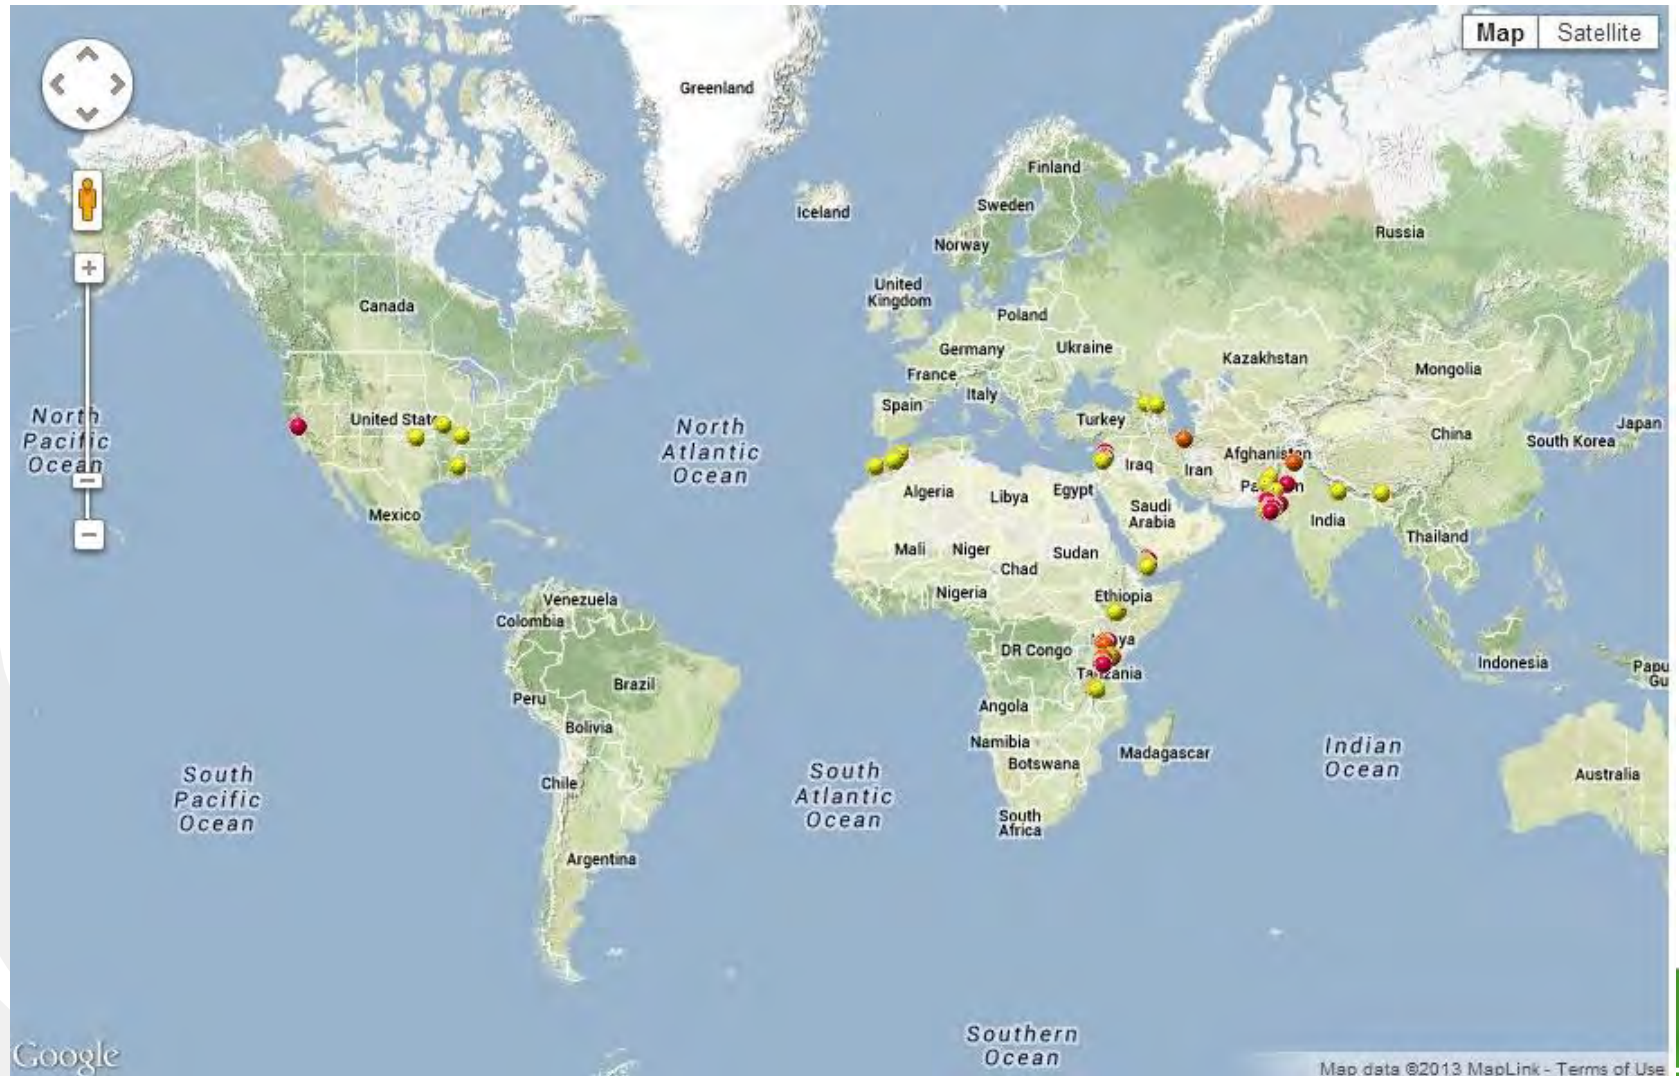 Map
Satellite
Greenland
Finland
Iceland
Sweden
Norway
Russia
United
Kingdom
Canada
Poland
Germany
Ukraine
Kazakhstan
Mongolia
France
Italy
Spain
Turkey
North
Pacific
Ocean
United
North
Atlantic
Ocean
China
Japan
South Korea
Iraq
Iran
Algeria
Libya
Egypt
Saudi
Arabia
India
Thailand
Mexico
Mali
Niger
Chad
Sudan
Nigeria
Ethiopia
Venezuela
Colombia
DR Congo
Indonesia
Papu
Gu
Brazil
Peru
Angola
Bolivia
Namibia
Botswana
Madagascar
Indian
Ocean
South
Pacific
Ocean
Chile
South
Atlantic
Ocean
South
Africa
Australia
Argentina
Southern
Ocean
Google
Map data ©2013 MapLink - Terms of Use